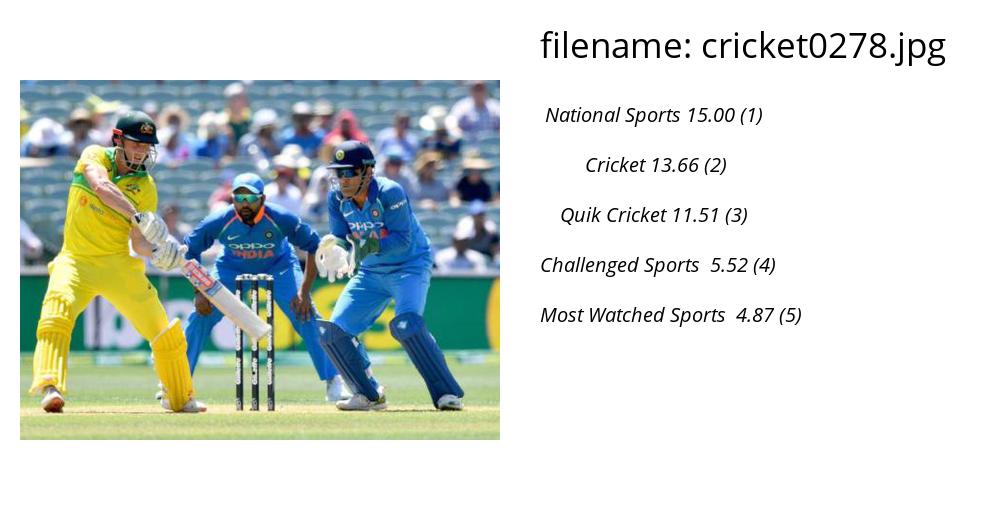 filename: cricket0278.jpg
National Sports 15.00 (1)
Cricket 13.66 (2)
Quik Cricket 11.51 (3)
Challenged Sports  5.52 (4)
Most Watched Sports  4.87 (5)
oppo
INDIA
oppo